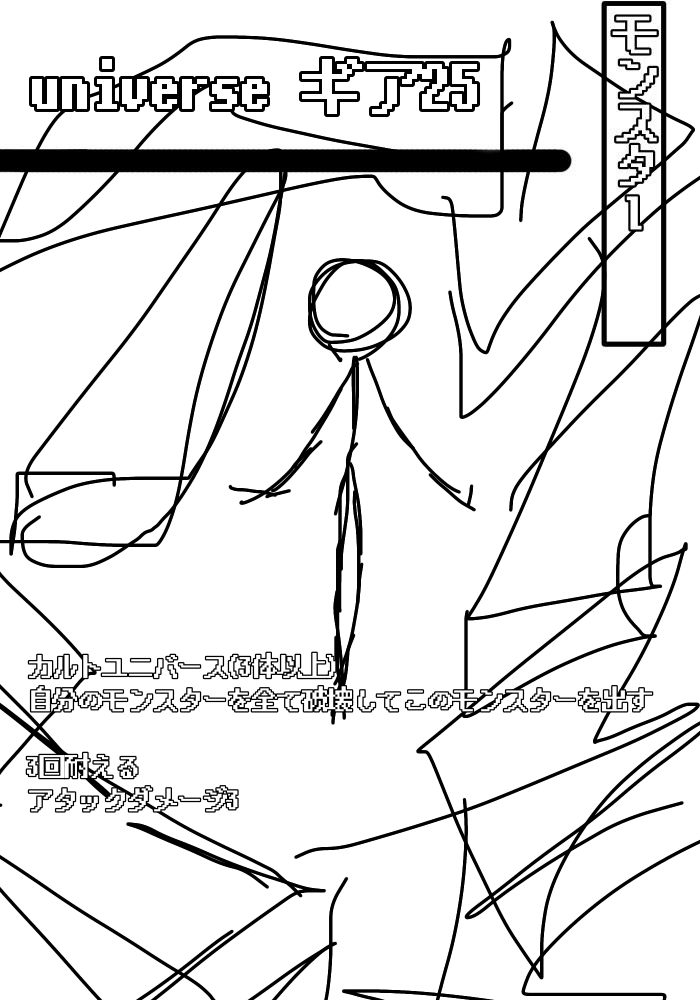 universe ギア25
モンスター
カルトユニバース(3体以上)
自分のモンスターを全て破壊してこのモンスターを出す
3回耐える
アタックダメージ3